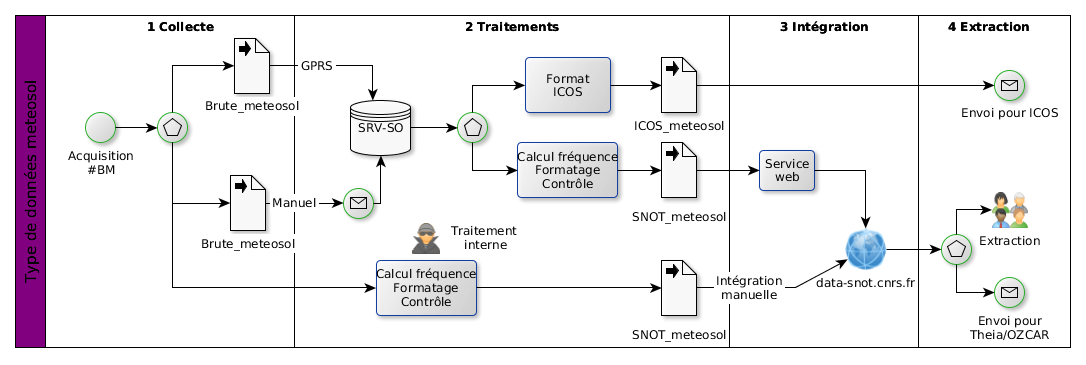 Type de données meteosol
1 Collecte
2 Traitements
3 Intégration
4 Extraction
Acquisition
#BM
Brute_meteosol
GPRS
Brute_meteosol
Manuel
SRV-SO
Format
ICOS
ICOS_meteosol
Envoi pour ICOS
Calcul fréquence
Formatage
Contrôle
SNOT_meteosol
Service
web
Traitement
interne
Calcul fréquence
Formatage
Contrôle
SNOT_meteosol
Intégration
manuelle
data-snot.cnrs.fr
Extraction
Envoi pour
Theia/OZCAR